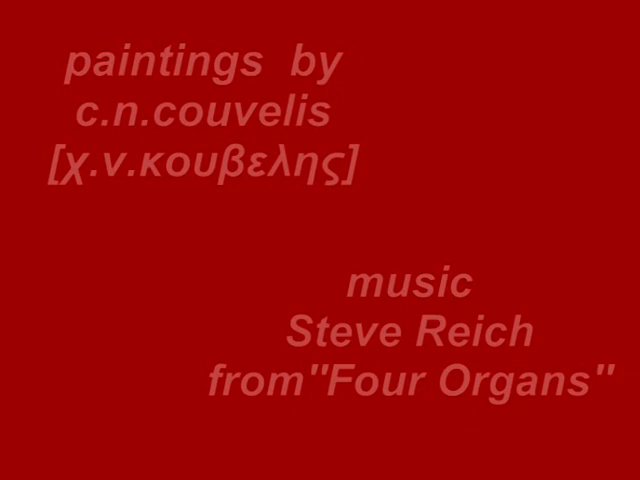 paintings by
c.n.couvelis
[χ.ν.κουβελης]
music
Steve Reich
from"Four Organs"